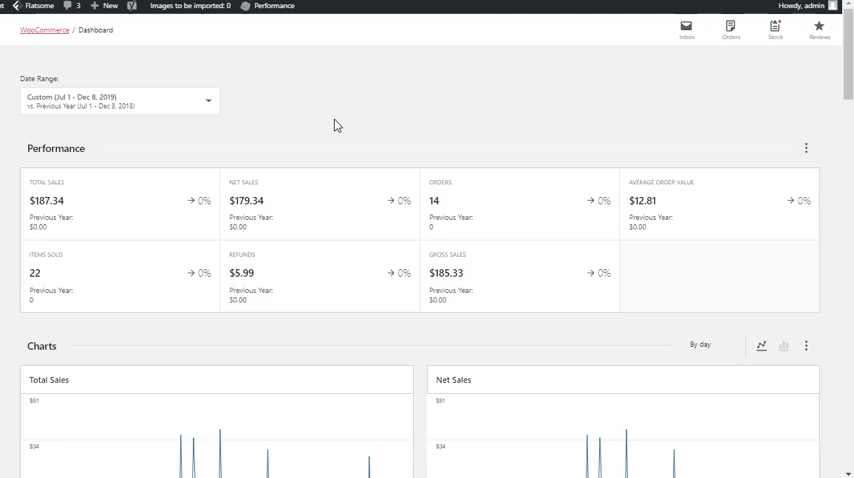 Flatsome 3 New Images to be imported: 0 Performance Howdy, admin
WooCommerce / Dashboard
Inbox Orders Stock Reviews
Date Range:
Custom (Jul 1 - Dec 8, 2019)
vs. Previous Year (Jul 1 - Dec 8, 2018)
Performance
TOTAL SALES NET SALES ORDERS AVERAGE ORDER VALUE
$187.34 → 0% $179.34 → 0% 14 → 0% $12.81 → 0%
Previous Year: Previous Year: Previous Year: Previous Year:
$0.00 $0.00 0 $0.00
ITEMS SOLD REFUNDS GROSS SALES
22 → 0% $5.99 → 0% $185.33 → 0%
Previous Year: Previous Year: Previous Year:
0 $0.00 $0.00
Charts By day
Total Sales Net Sales
$51 $51
$34 $34